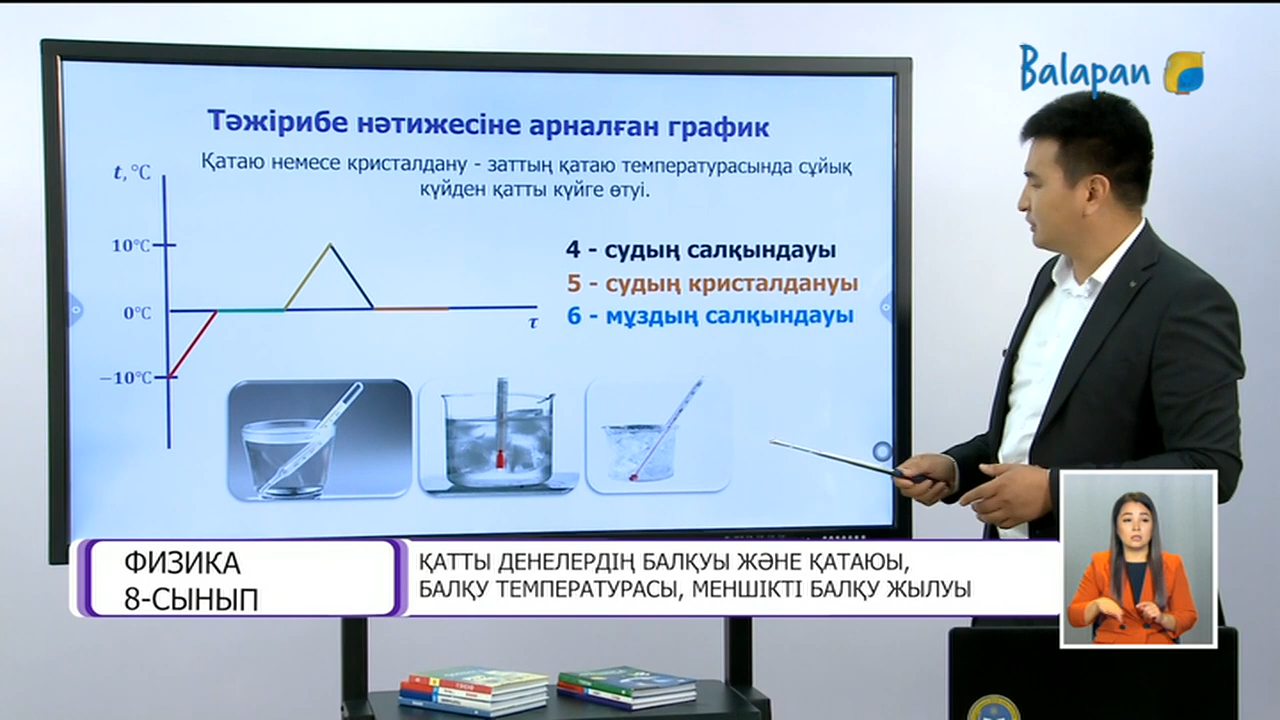 Balapan
Тәжірибе нәтижесіне арналған график
Қатаю немесе кристалдану - заттың қатаю температурасында сұйық
күйден қатты күйге өтуі.
t, °C
10°C
0°C
−10°C
τ
4 - судың салқындауы
5 - судың кристалдануы
6 - мұздың салқындауы
ФИЗИКА
8-СЫНЫП
ҚАТТЫ ДЕНЕЛЕРДІҢ БАЛҚУЫ ЖӘНЕ ҚАТАЮЫ,
БАЛҚУ ТЕМПЕРАТУРАСЫ, МЕНШІКТІ БАЛҚУ ЖЫЛУЫ